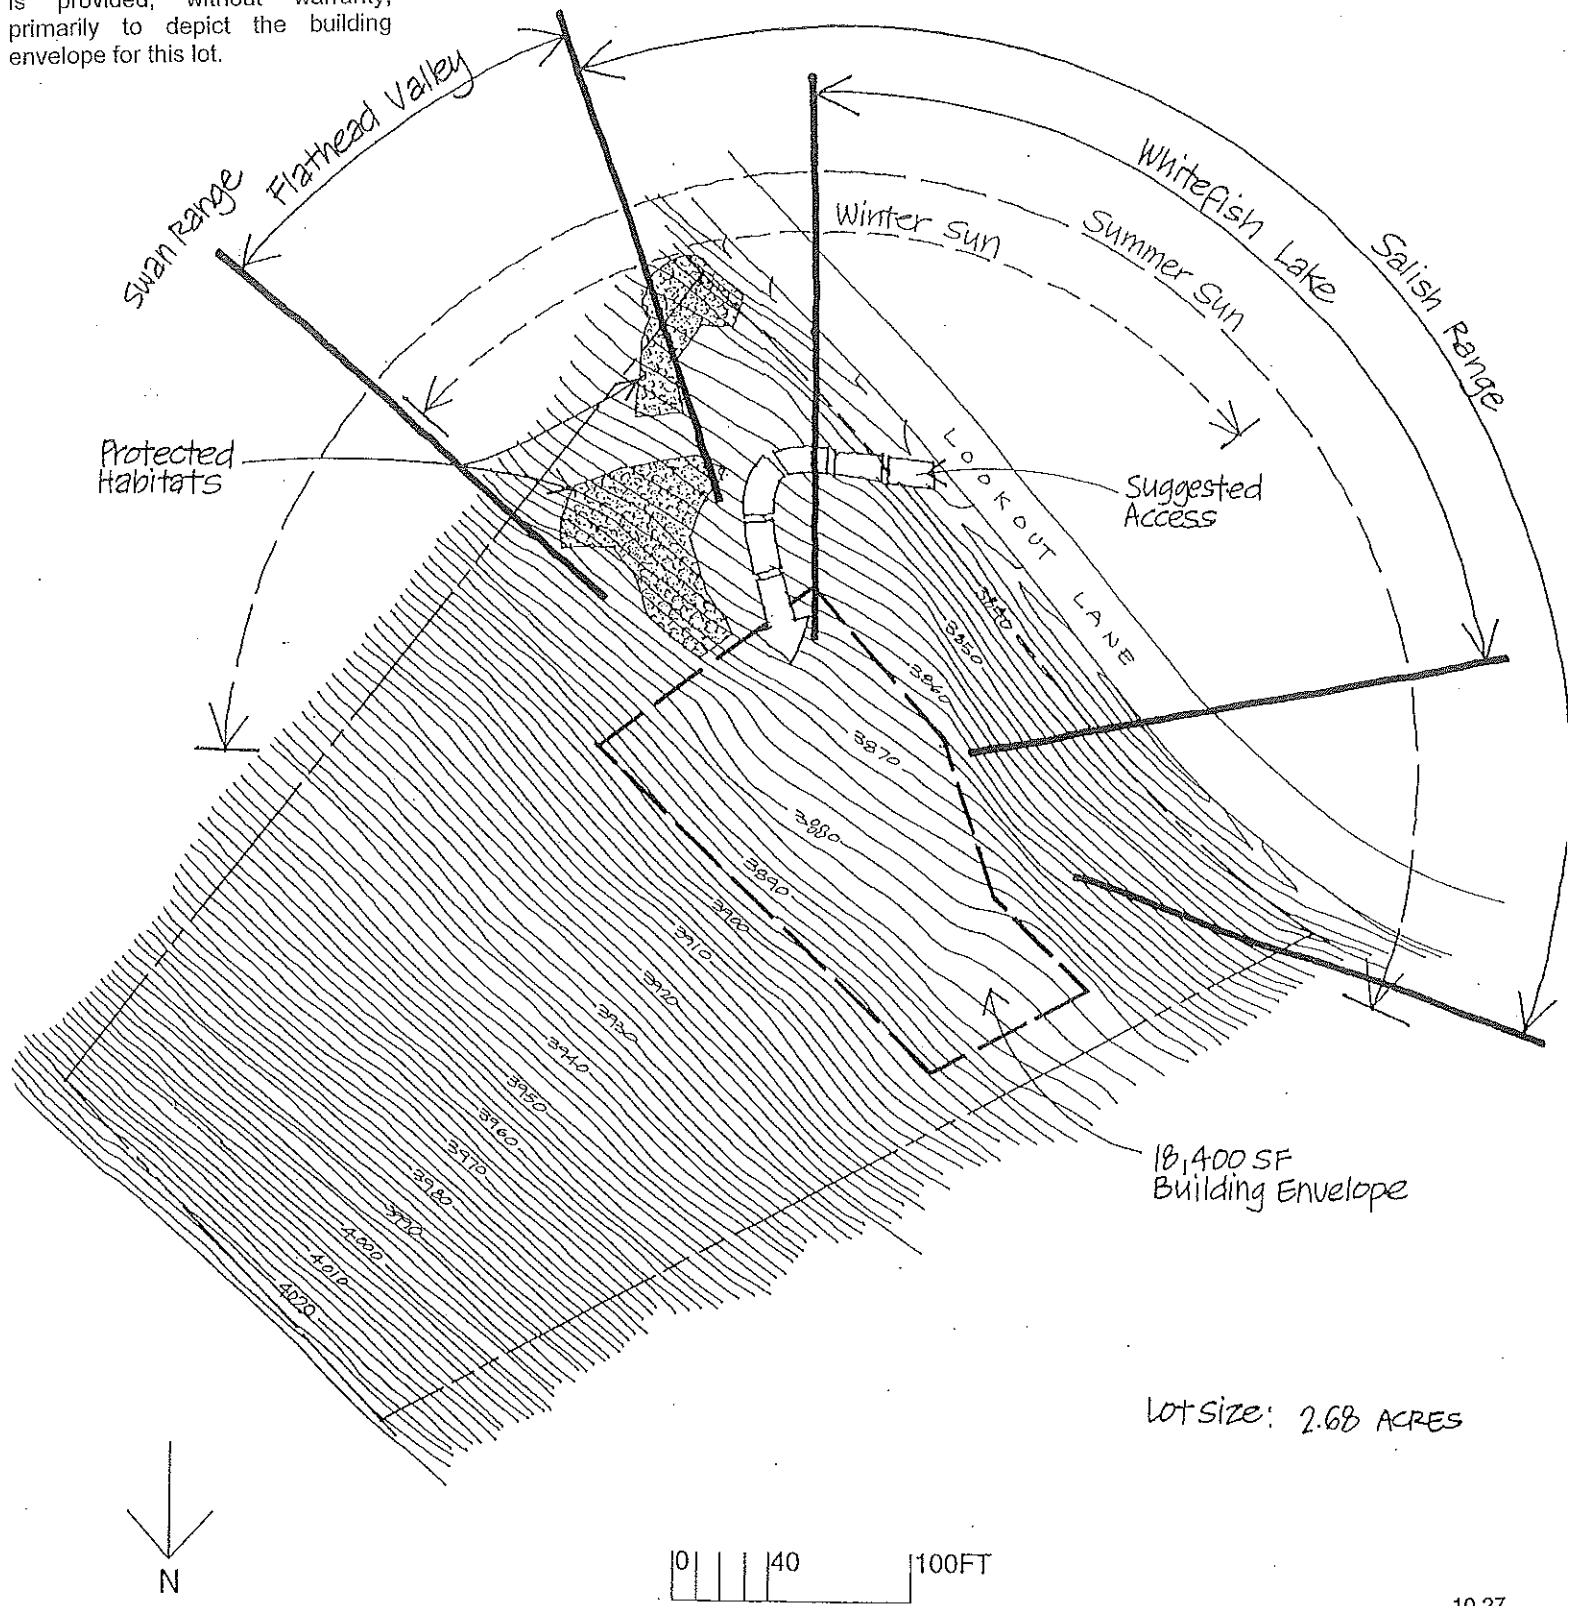 is provided, without warranty,
primarily to depict the building
envelope for this lot.
Swan Range
Flathead Valley
Whitefish Lake
Salish Range
Winter Sun
Summer Sun
Protected
Habitats
Suggested
Access
LOOKOUT LANE
3840
3850
3860
3870
3880
3890
3900
3910
3920
3930
3940
3950
3960
3970
3980
3990
4000
4010
4020
18,400 SF
Building Envelope
Lot Size: 2.68 ACRES
N
0 40 100FT